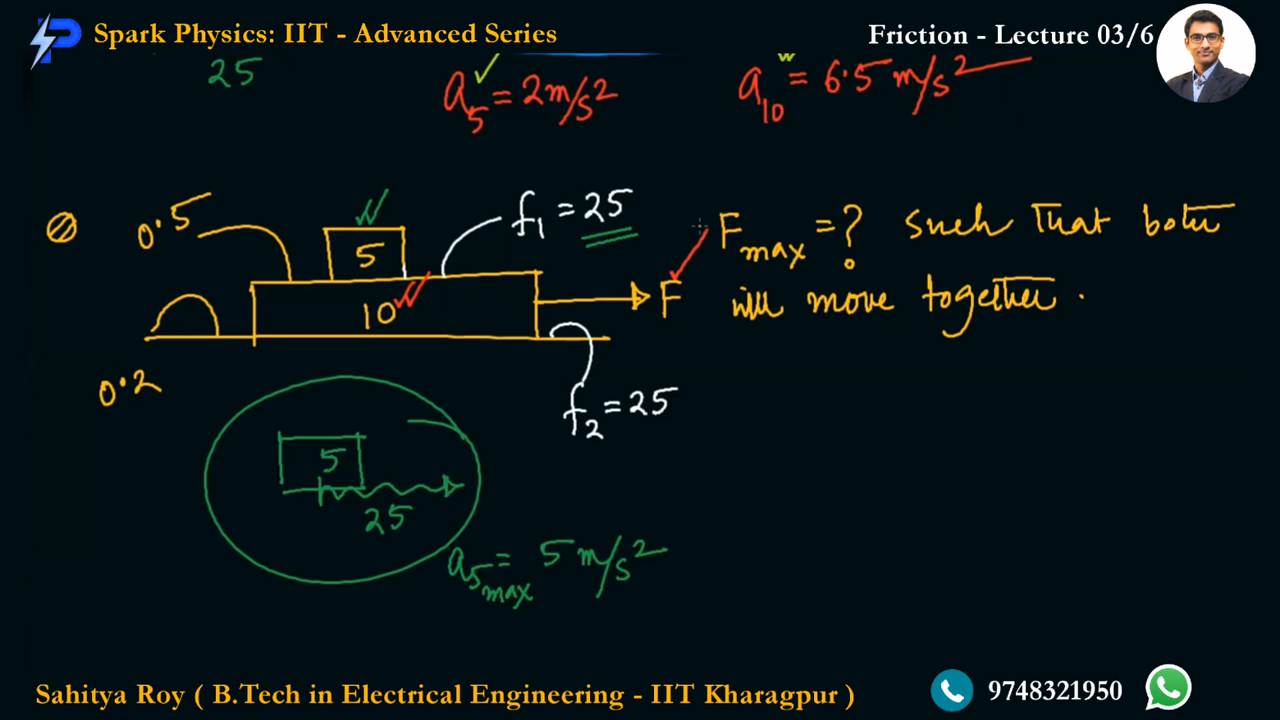 Spark Physics: IIT - Advanced Series
Friction - Lecture 03/6
25
a5 = 2m/s²
a10 = 6.5 m/s²
0.5
5
f1 = 25
Fmax = ? such that both
10
F
will move together.
0.2
f2 = 25
5
25
a5max = 5 m/s²
Sahitya Roy ( B.Tech in Electrical Engineering - IIT Kharagpur )
9748321950